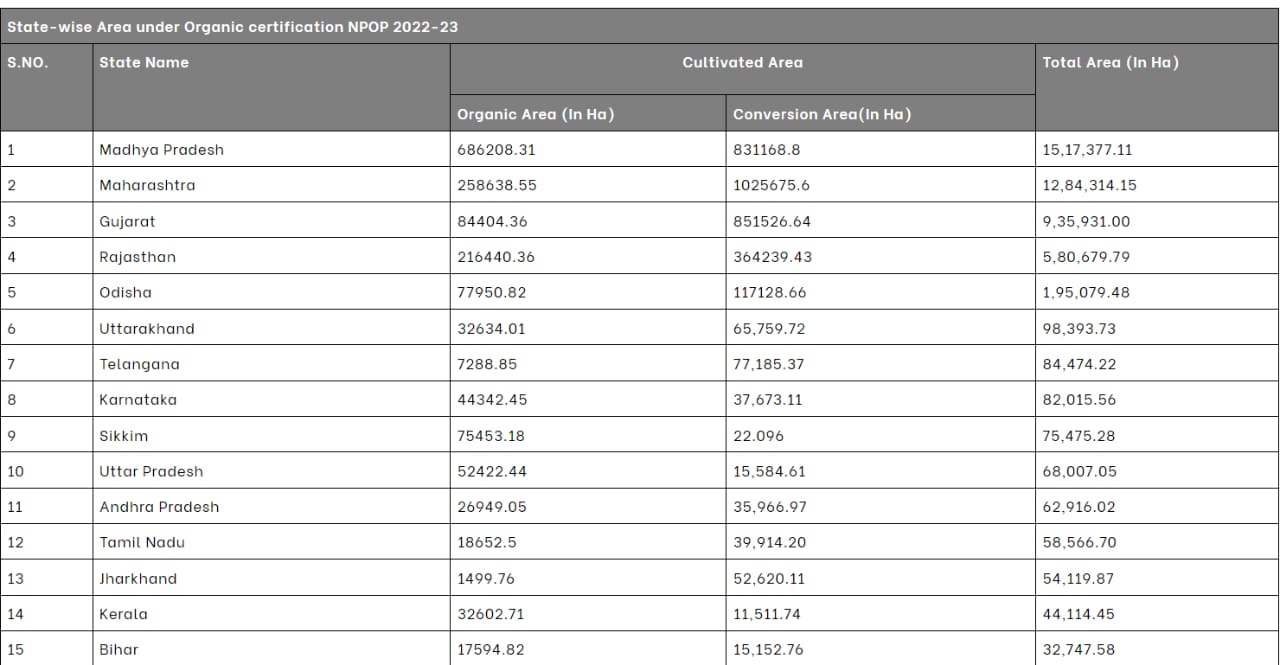 State-wise Area under Organic certification NPOP 2022-23
S.NO. State Name Cultivated Area Total Area (In Ha)
Organic Area (In Ha) Conversion Area(In Ha)
1 Madhya Pradesh 686208.31 831168.8 15,17,377.11
2 Maharashtra 258638.55 1025675.6 12,84,314.15
3 Gujarat 84404.36 851526.64 9,35,931.00
4 Rajasthan 216440.36 364239.43 5,80,679.79
5 Odisha 77950.82 117128.66 1,95,079.48
6 Uttarakhand 32634.01 65,759.72 98,393.73
7 Telangana 7288.85 77,185.37 84,474.22
8 Karnataka 44342.45 37,673.11 82,015.56
9 Sikkim 75453.18 22.096 75,475.28
10 Uttar Pradesh 52422.44 15,584.61 68,007.05
11 Andhra Pradesh 26949.05 35,966.97 62,916.02
12 Tamil Nadu 18652.5 39,914.20 58,566.70
13 Jharkhand 1499.76 52,620.11 54,119.87
14 Kerala 32602.71 11,511.74 44,114.45
15 Bihar 17594.82 15,152.76 32,747.58